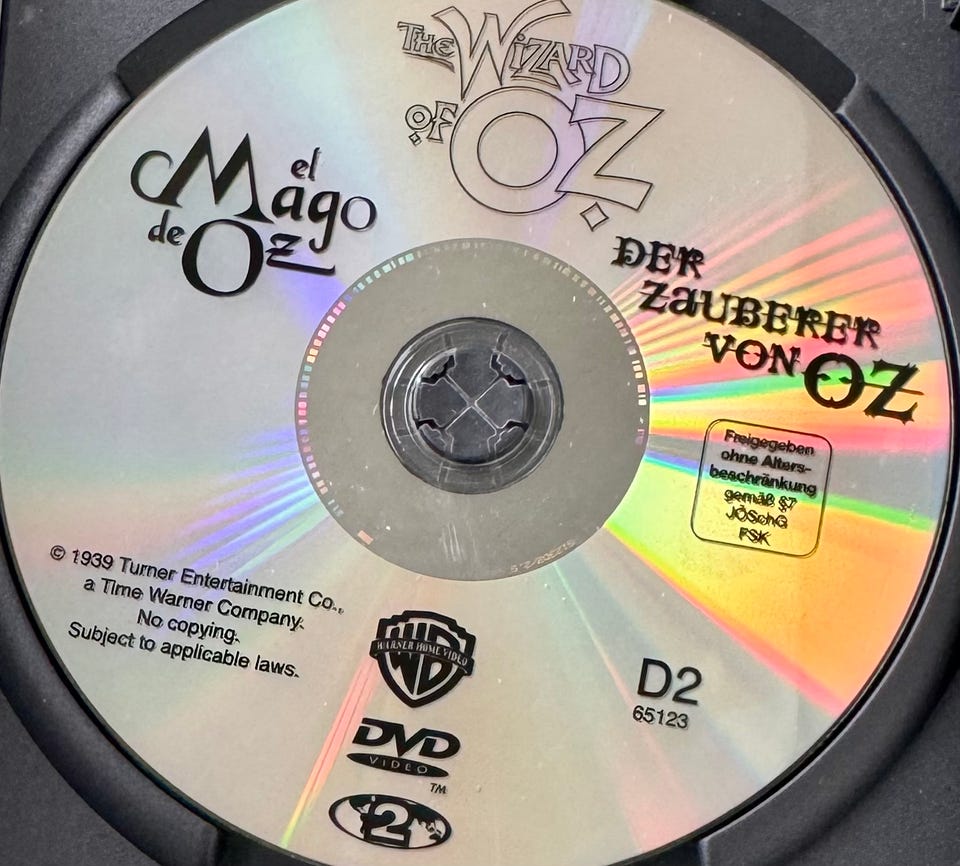 THE WIZARD
OF OZ
el
Mago
de Oz
DER
ZAUBERER
VON OZ
Freigegeben
ohne Alters-
beschränkung
gemäß §7
JÖSchG
FSK
© 1939 Turner Entertainment Co.,
a Time Warner Company.
No copying.
Subject to applicable laws.
WARNER HOME VIDEO
D2
65123
DVD
VIDEO
TM
2